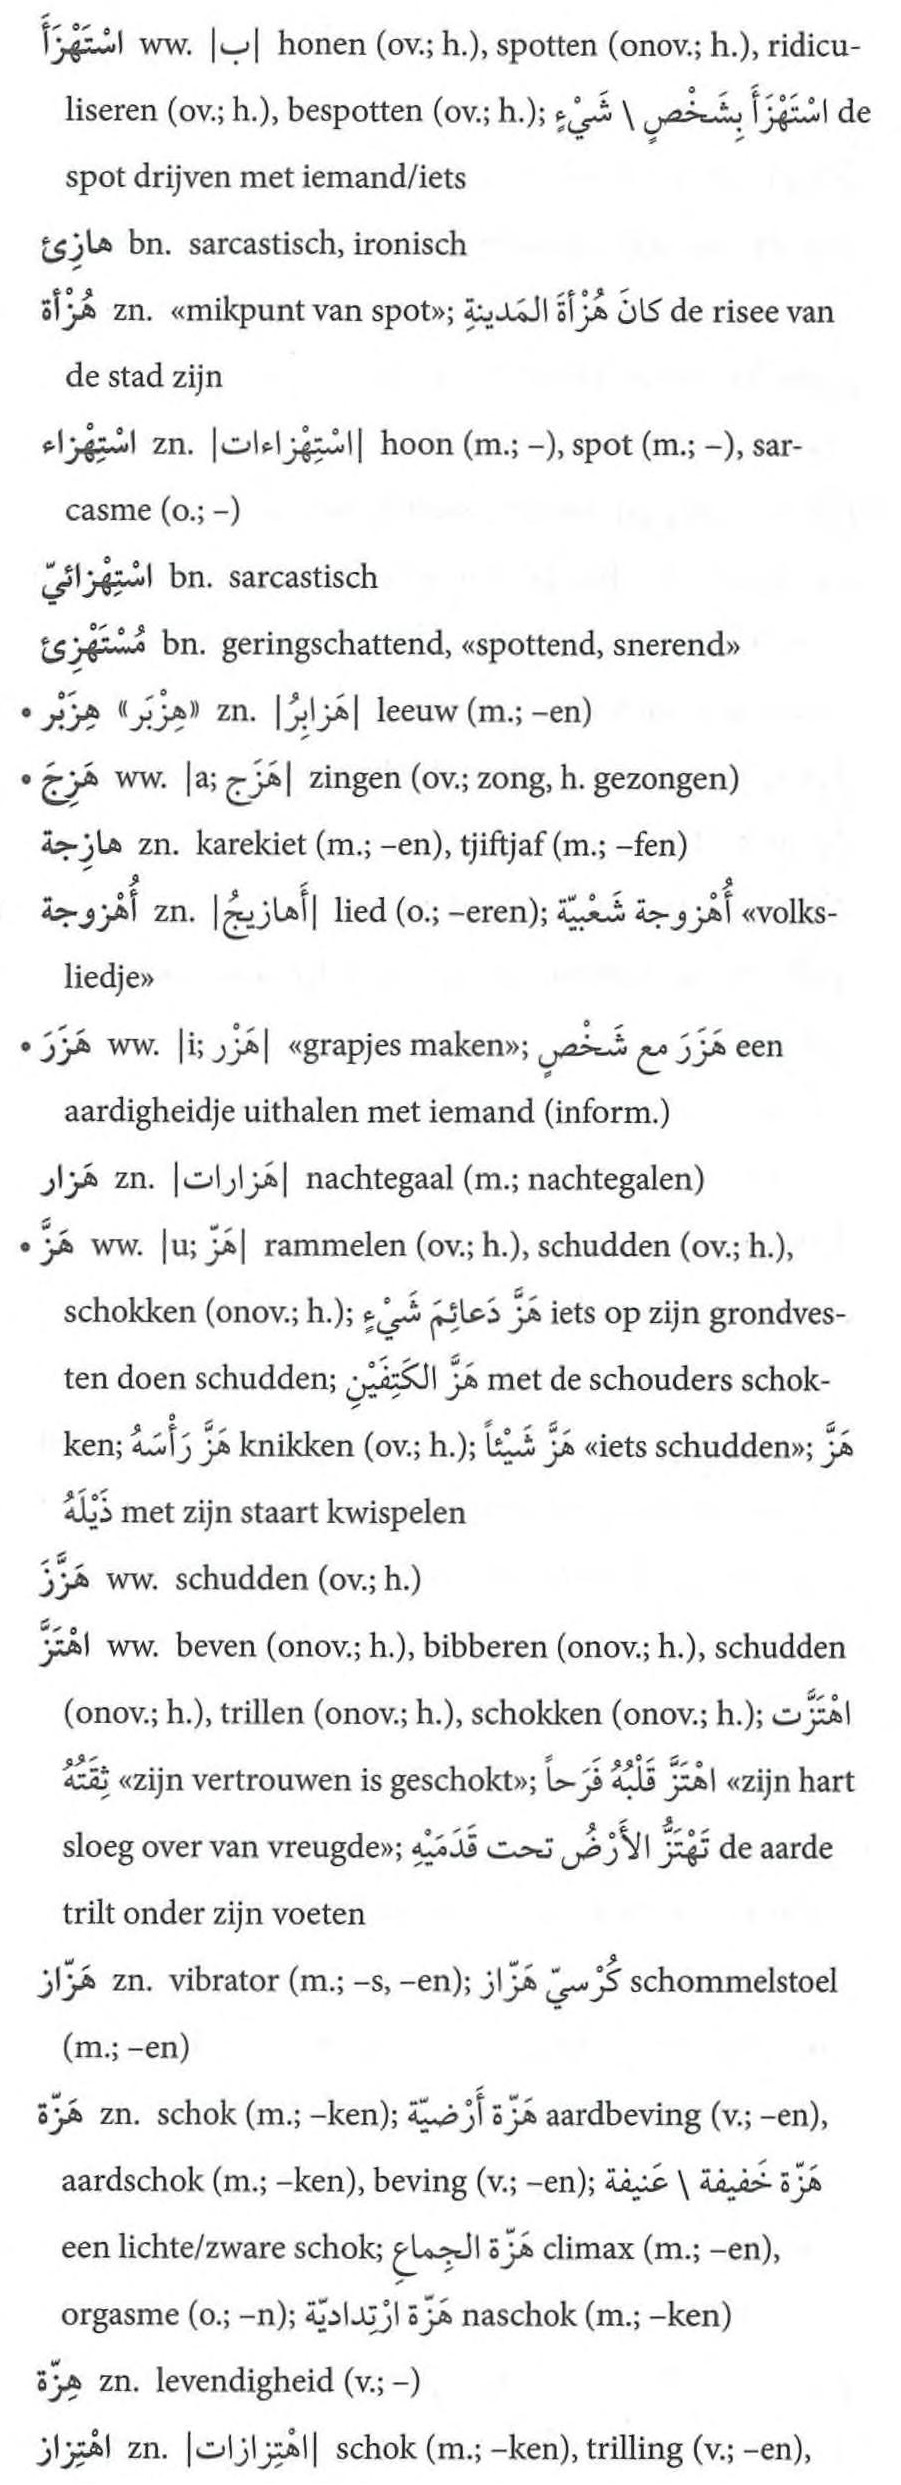 اسْتَهْزَأَ ww. |ب| honen (ov.; h.), spotten (onov.; h.), ridicu-
liseren (ov.; h.), bespotten (ov.; h.); اسْتَهْزَأَ بِشَخْصٍ \ شَيْءٍ de
spot drijven met iemand/iets
هازِئ bn. sarcastisch, ironisch
هُزْأة zn. «mikpunt van spot»; كانَ هُزْأةَ المَدينةِ de risee van
de stad zijn
اسْتِهْزاء zn. |اسْتِهْزاءات| hoon (m.; –), spot (m.; –), sar-
casme (o.; –)
اسْتِهْزائيّ bn. sarcastisch
مُسْتَهْزِئ bn. geringschattend, «spottend, snerend»
• هِزَبْر «هِزْبَر» zn. |هَزابِرُ| leeuw (m.; –en)
• هَزِجَ ww. |a; هَزَج| zingen (ov.; zong, h. gezongen)
هازِجة zn. karekiet (m.; –en), tjiftjaf (m.; –fen)
أُهْزوجة zn. |أَهازيجُ| lied (o.; –eren); أُهْزوجة شَعْبيّة «volks-
liedje»
• هَزَرَ ww. |i; هَزْر| «grapjes maken»; هَزَرَ مع شَخْصٍ een
aardigheidje uithalen met iemand (inform.)
هَزار zn. |هَزارات| nachtegaal (m.; nachtegalen)
• هَزَّ ww. |u; هَزّ| rammelen (ov.; h.), schudden (ov.; h.),
schokken (onov.; h.); هَزَّ دَعائِمَ شَيْءٍ iets op zijn grondves-
ten doen schudden; هَزَّ الكَتِفَيْنِ met de schouders schok-
ken; هَزَّ رَأْسَهُ knikken (ov.; h.); هَزَّ شَيْئاً «iets schudden»; هَزَّ
ذَيْلَهُ met zijn staart kwispelen
هَزَّزَ ww. schudden (ov.; h.)
اهْتَزَّ ww. beven (onov.; h.), bibberen (onov.; h.), schudden
(onov.; h.), trillen (onov.; h.), schokken (onov.; h.); اهْتَزَّت
ثِقَتُهُ «zijn vertrouwen is geschokt»; اهْتَزَّ قَلْبُهُ فَرَحاً «zijn hart
sloeg over van vreugde»; تَهْتَزُّ الأَرْضُ تحت قَدَمَيْهِ de aarde
trilt onder zijn voeten
هَزّاز zn. vibrator (m.; –s, –en); كُرْسيّ هَزّاز schommelstoel
(m.; –en)
هَزّة zn. schok (m.; –ken); هَزّة أَرْضيّة aardbeving (v.; –en),
aardschok (m.; –ken), beving (v.; –en); هَزّة خَفيفة \ عَنيفة
een lichte/zware schok; هَزّة الجِماعِ climax (m.; –en),
orgasme (o.; –n); هَزّة ارْتِداديّة naschok (m.; –ken)
هِزّة zn. levendigheid (v.; –)
اهْتِزاز zn. |اهْتِزازات| schok (m.; –ken), trilling (v.; –en),